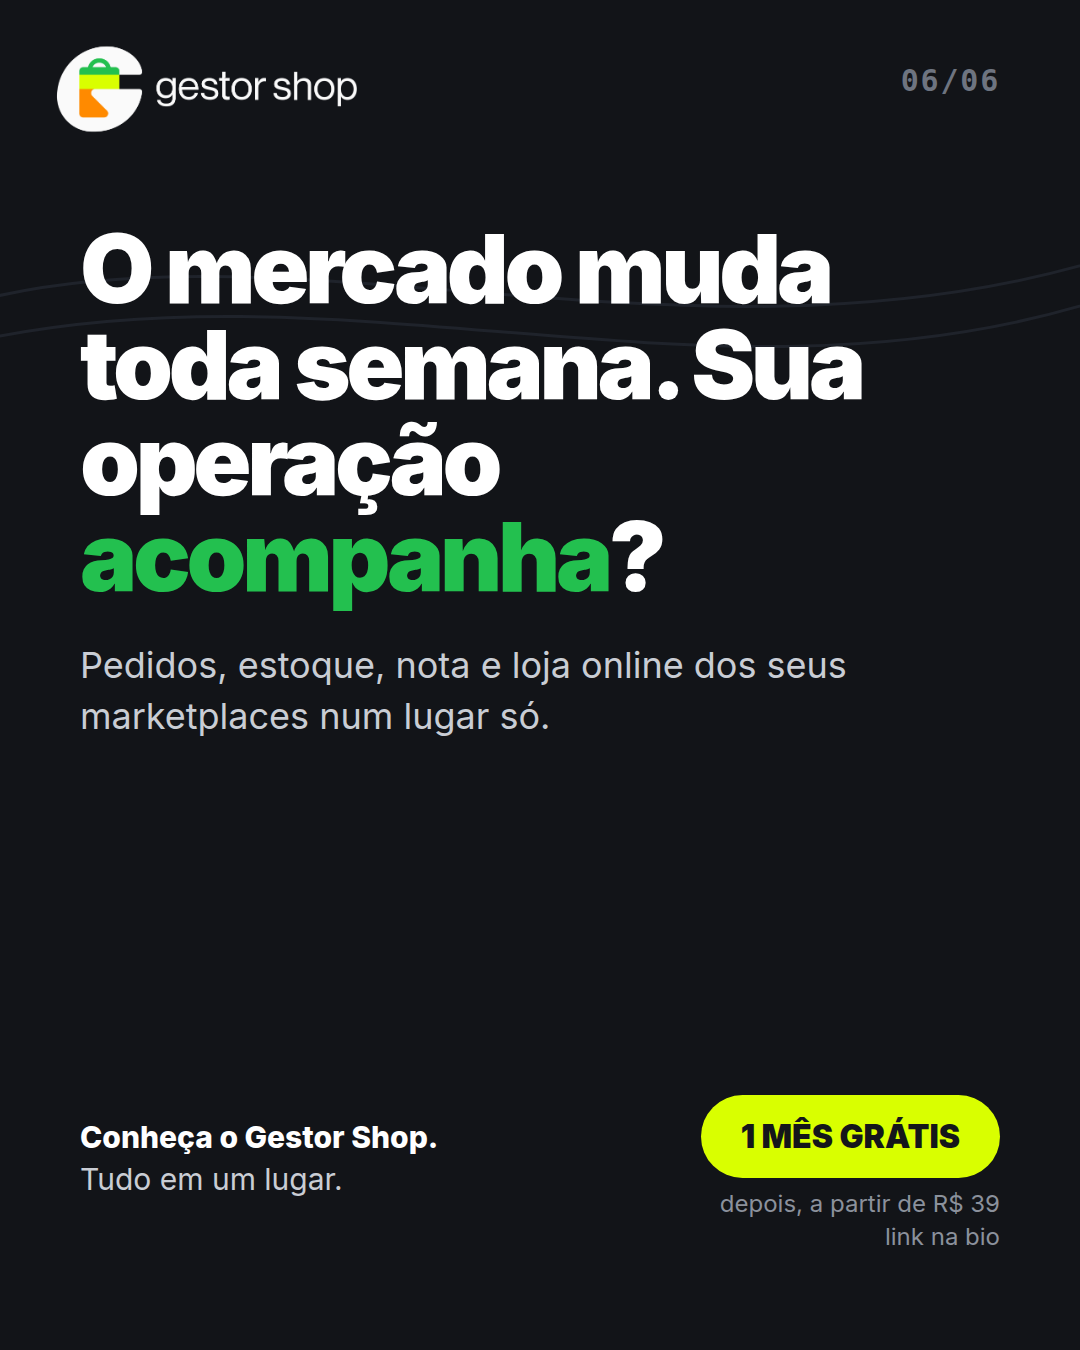 gestor shop
06/06
O mercado muda
toda semana. Sua
operação
acompanha?
Pedidos, estoque, nota e loja online dos seus
marketplaces num lugar só.
Conheça o Gestor Shop.
Tudo em um lugar.
1 MÊS GRÁTIS
depois, a partir de R$ 39
link na bio